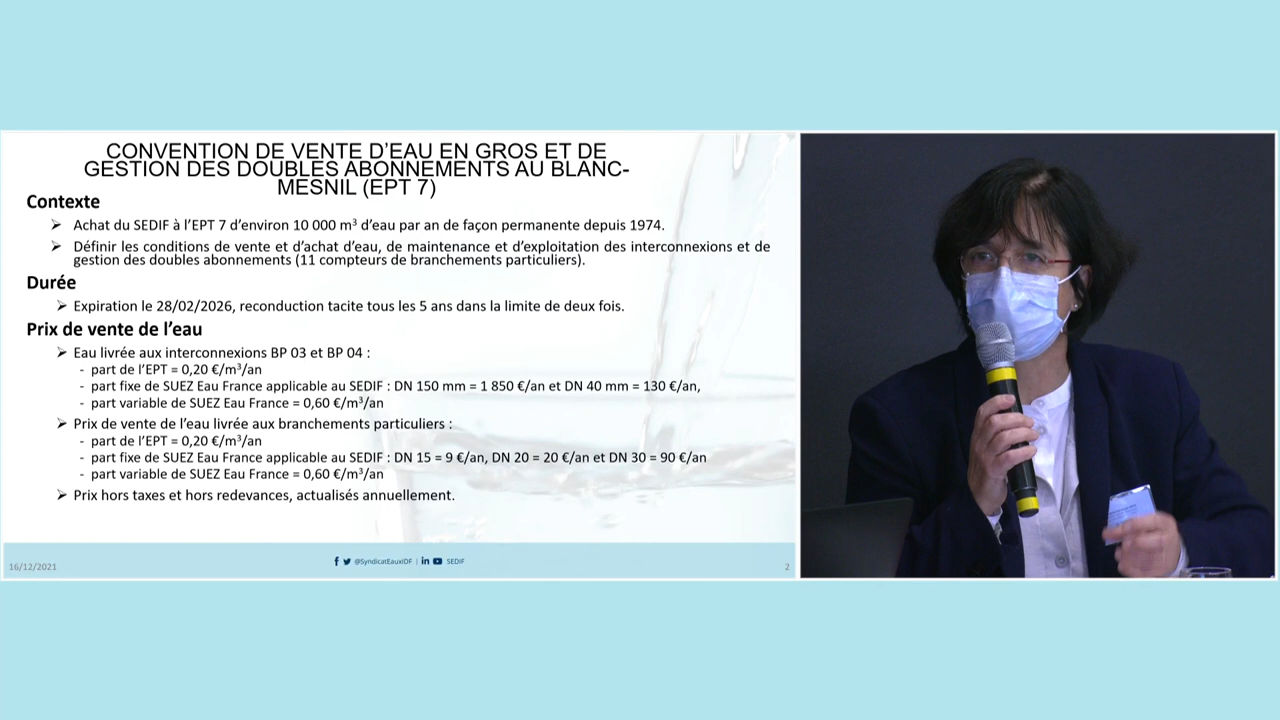 CONVENTION DE VENTE D’EAU EN GROS ET DE
GESTION DES DOUBLES ABONNEMENTS AU BLANC-
MESNIL (EPT 7)
Contexte
➢ Achat du SEDIF à l’EPT 7 d’environ 10 000 m³ d’eau par an de façon permanente depuis 1974.
➢ Définir les conditions de vente et d’achat d’eau, de maintenance et d’exploitation des interconnexions et de
gestion des doubles abonnements (11 compteurs de branchements particuliers).
Durée
➢ Expiration le 28/02/2026, reconduction tacite tous les 5 ans dans la limite de deux fois.
Prix de vente de l’eau
➢ Eau livrée aux interconnexions BP 03 et BP 04 :
- part de l’EPT = 0,20 €/m³/an
- part fixe de SUEZ Eau France applicable au SEDIF : DN 150 mm = 1 850 €/an et DN 40 mm = 130 €/an,
- part variable de SUEZ Eau France = 0,60 €/m³/an
➢ Prix de vente de l’eau livrée aux branchements particuliers :
- part de l’EPT = 0,20 €/m³/an
- part fixe de SUEZ Eau France applicable au SEDIF : DN 15 = 9 €/an, DN 20 = 20 €/an et DN 30 = 90 €/an
- part variable de SUEZ Eau France = 0,60 €/m³/an
➢ Prix hors taxes et hors redevances, actualisés annuellement.
16/12/2021
@SyndicatEauxIDF | SEDIF
2